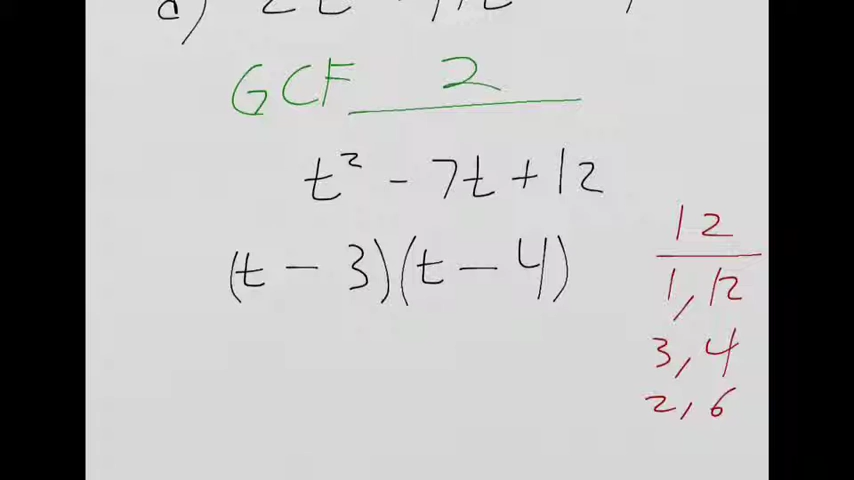 GCF 2
t² - 7t + 12
(t - 3)(t - 4)
12
1, 12
3, 4
2, 6